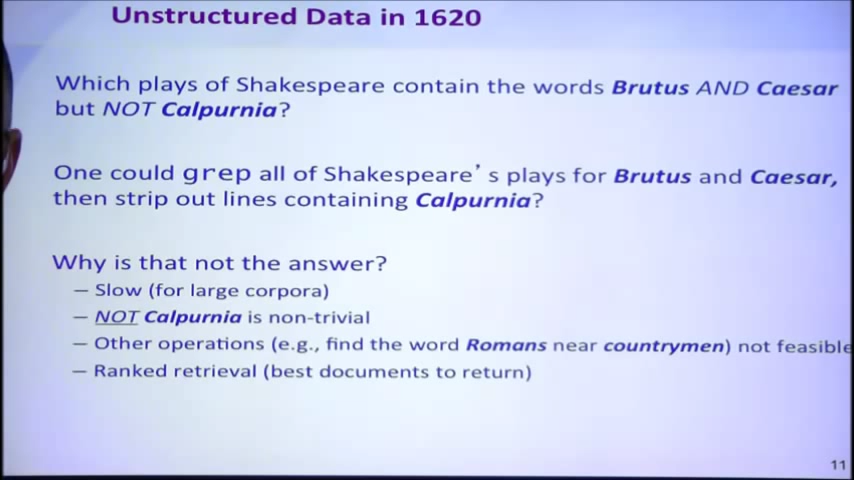 Unstructured Data in 1620
Which plays of Shakespeare contain the words Brutus AND Caesar
but NOT Calpurnia?
One could grep all of Shakespeare's plays for Brutus and Caesar,
then strip out lines containing Calpurnia?
Why is that not the answer?
– Slow (for large corpora)
– NOT Calpurnia is non-trivial
– Other operations (e.g., find the word Romans near countrymen) not feasible
– Ranked retrieval (best documents to return)
11